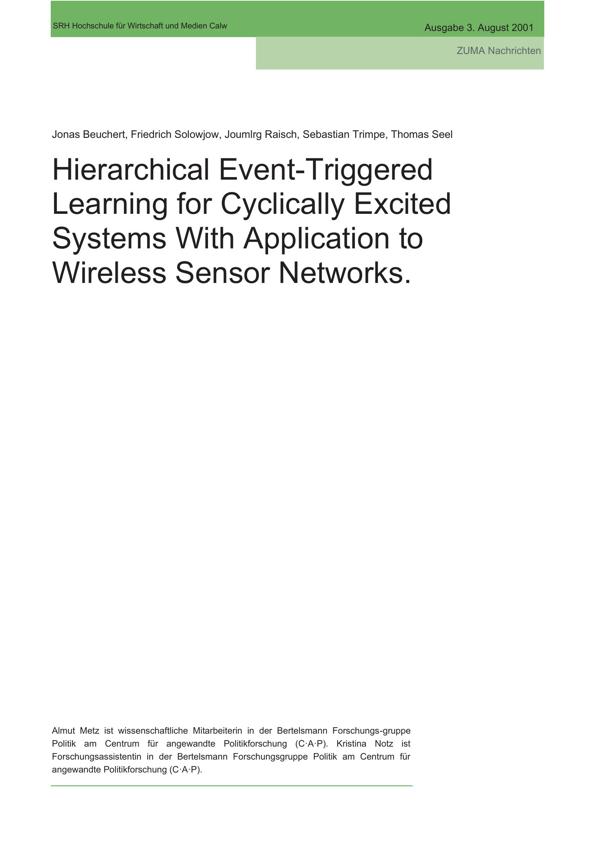 SRH Hochschule für Wirtschaft und Medien Calw
Ausgabe 3. August 2001
ZUMA Nachrichten
Jonas Beuchert, Friedrich Solowjow, JoumIrg Raisch, Sebastian Trimpe, Thomas Seel
Hierarchical Event-Triggered
Learning for Cyclically Excited
Systems With Application to
Wireless Sensor Networks.
Almut Metz ist wissenschaftliche Mitarbeiterin in der Bertelsmann Forschungs-gruppe
Politik am Centrum für angewandte Politikforschung (C·A·P). Kristina Notz ist
Forschungsassistentin in der Bertelsmann Forschungsgruppe Politik am Centrum für
angewandte Politikforschung (C·A·P).